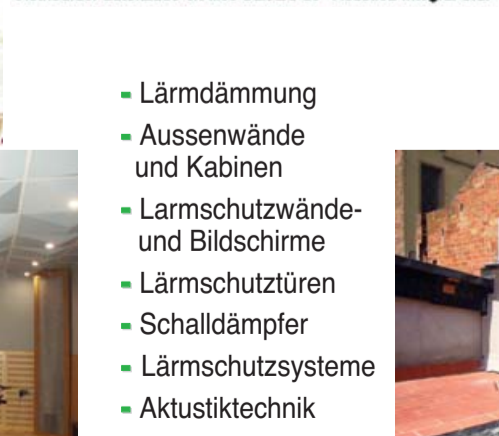 - Lärmdämmung
- Aussenwände
und Kabinen
- Larmschutzwände-
und Bildschirme
- Lärmschutztüren
- Schalldämpfer
- Lärmschutzsysteme
- Aktustiktechnik